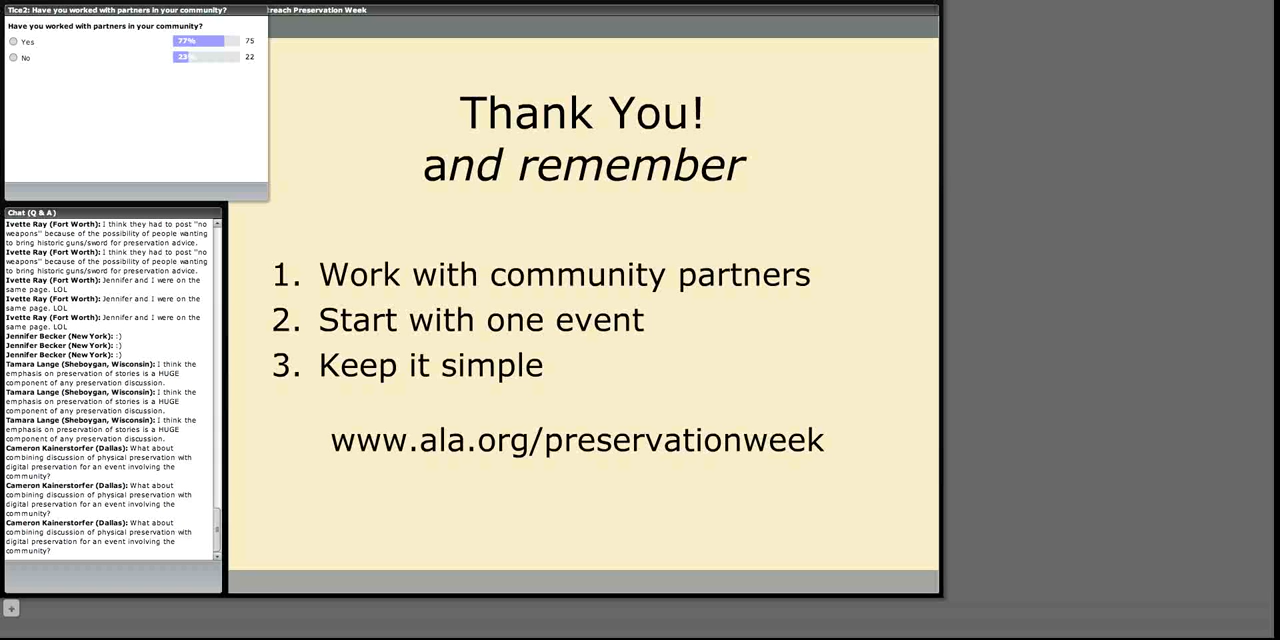 Tice2: Have you worked with partners in your community?
treach Preservation Week
Have you worked with partners in your community?
Yes 77% 75
No 23% 22
Thank You!
and remember
1. Work with community partners
2. Start with one event
3. Keep it simple
www.ala.org/preservationweek
Chat (Q & A)
Ivette Ray (Fort Worth): I think they had to post "no
weapons" because of the possibility of people wanting
to bring historic guns/sword for preservation advice.
Ivette Ray (Fort Worth): I think they had to post "no
weapons" because of the possibility of people wanting
to bring historic guns/sword for preservation advice.
Ivette Ray (Fort Worth): Jennifer and I were on the
same page. LOL
Ivette Ray (Fort Worth): Jennifer and I were on the
same page. LOL
Ivette Ray (Fort Worth): Jennifer and I were on the
same page. LOL
Jennifer Becker (New York): :)
Jennifer Becker (New York): :)
Jennifer Becker (New York): :)
Tamara Lange (Sheboygan, Wisconsin): I think the
emphasis on preservation of stories is a HUGE
component of any preservation discussion.
Tamara Lange (Sheboygan, Wisconsin): I think the
emphasis on preservation of stories is a HUGE
component of any preservation discussion.
Tamara Lange (Sheboygan, Wisconsin): I think the
emphasis on preservation of stories is a HUGE
component of any preservation discussion.
Cameron Kainerstorfer (Dallas): What about
combining discussion of physical preservation with
digital preservation for an event involving the
community?
Cameron Kainerstorfer (Dallas): What about
combining discussion of physical preservation with
digital preservation for an event involving the
community?
Cameron Kainerstorfer (Dallas): What about
combining discussion of physical preservation with
digital preservation for an event involving the
community?